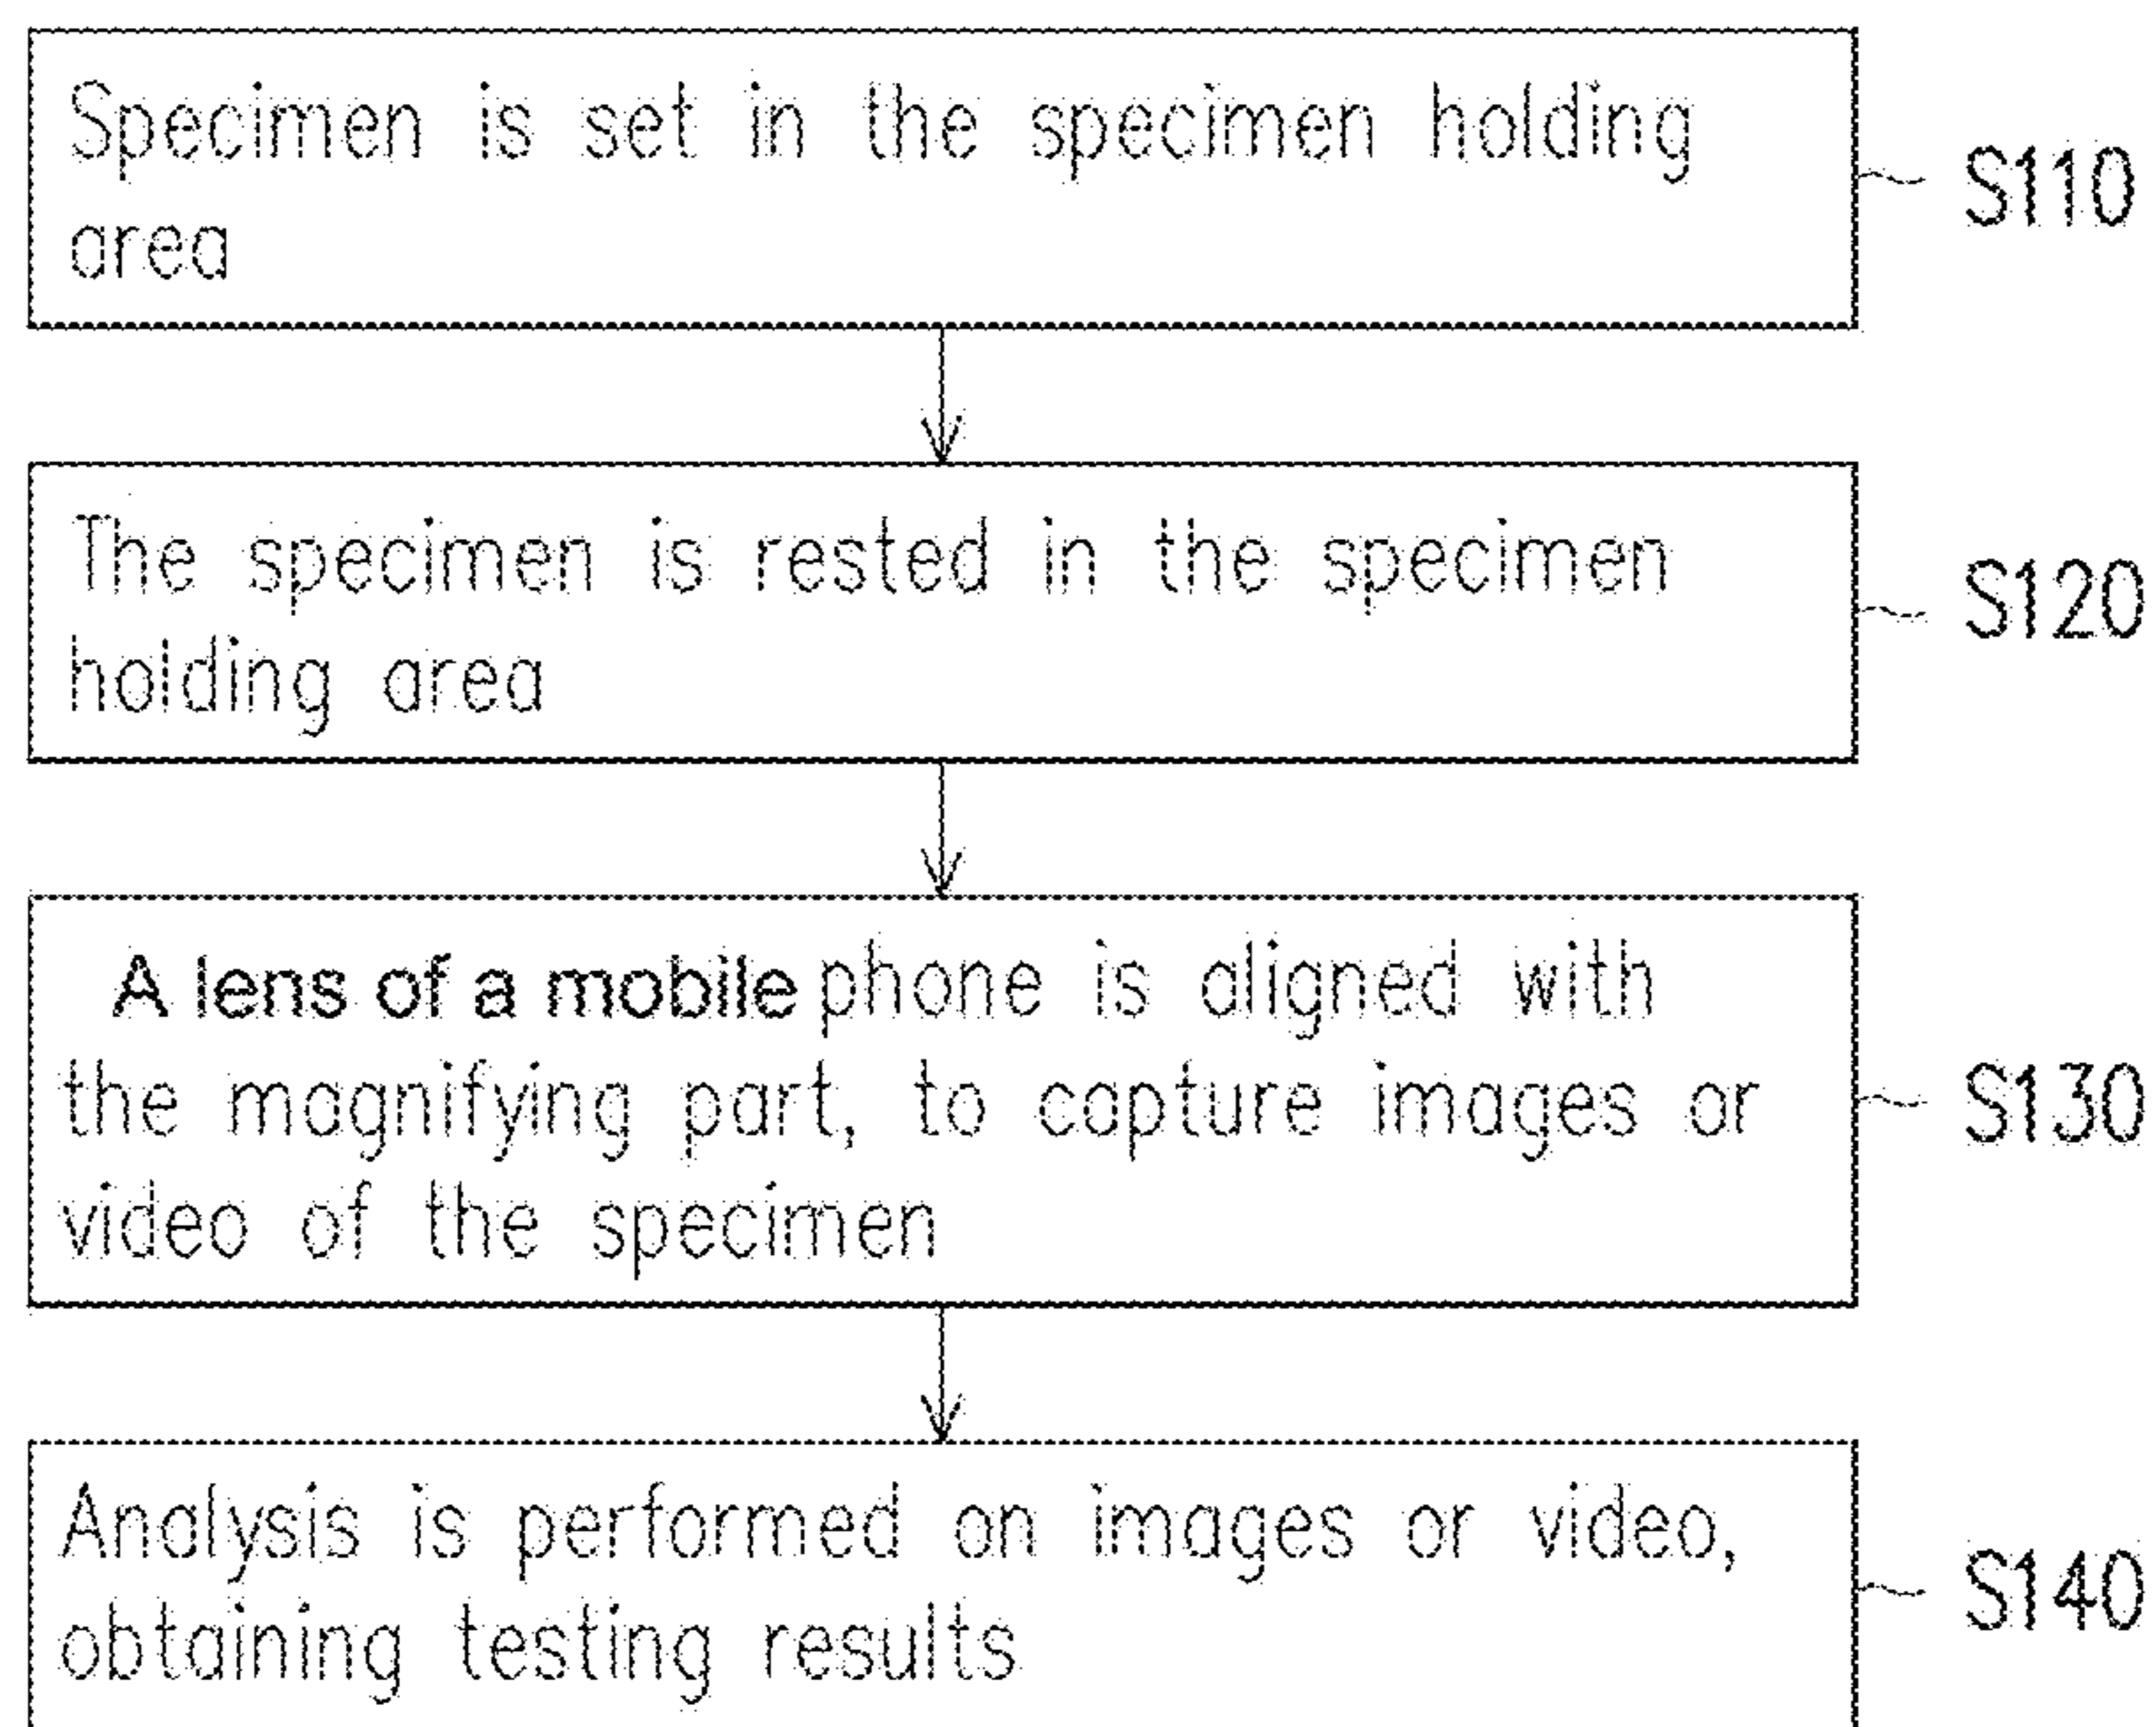 Specimen is set in the specimen holding
area
S110
The specimen is rested in the specimen
holding area
S120
A lens of a mobile phone is aligned with
the magnifying part, to capture images or
video of the specimen
S130
Analysis is performed on images or video,
obtaining testing results
S140